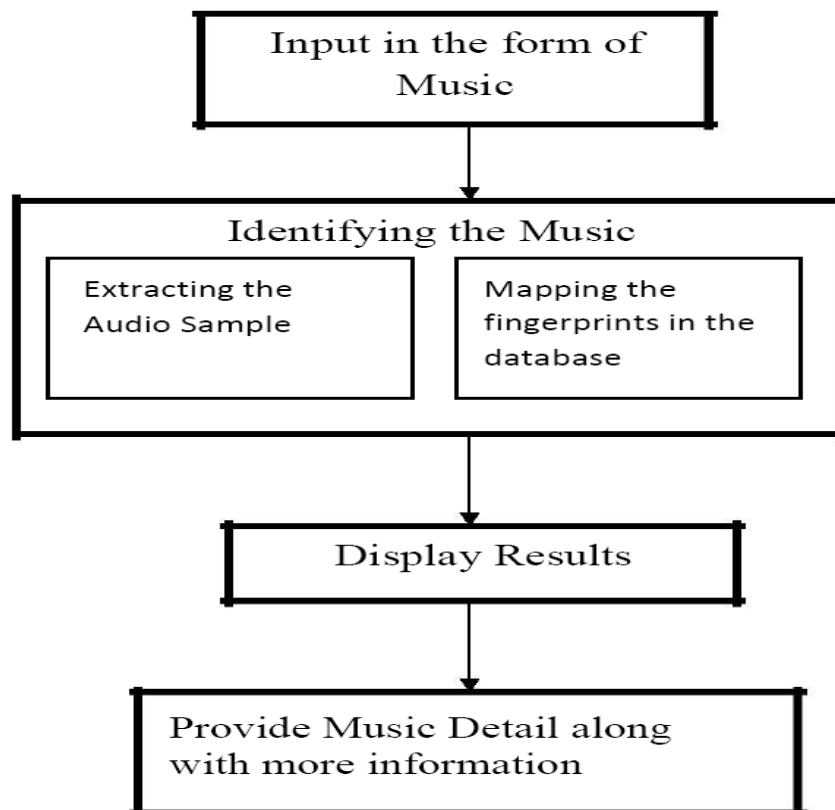 Input in the form of
Music
Identifying the Music
Extracting the
Audio Sample
Mapping the
fingerprints in the
database
Display Results
Provide Music Detail along
with more information